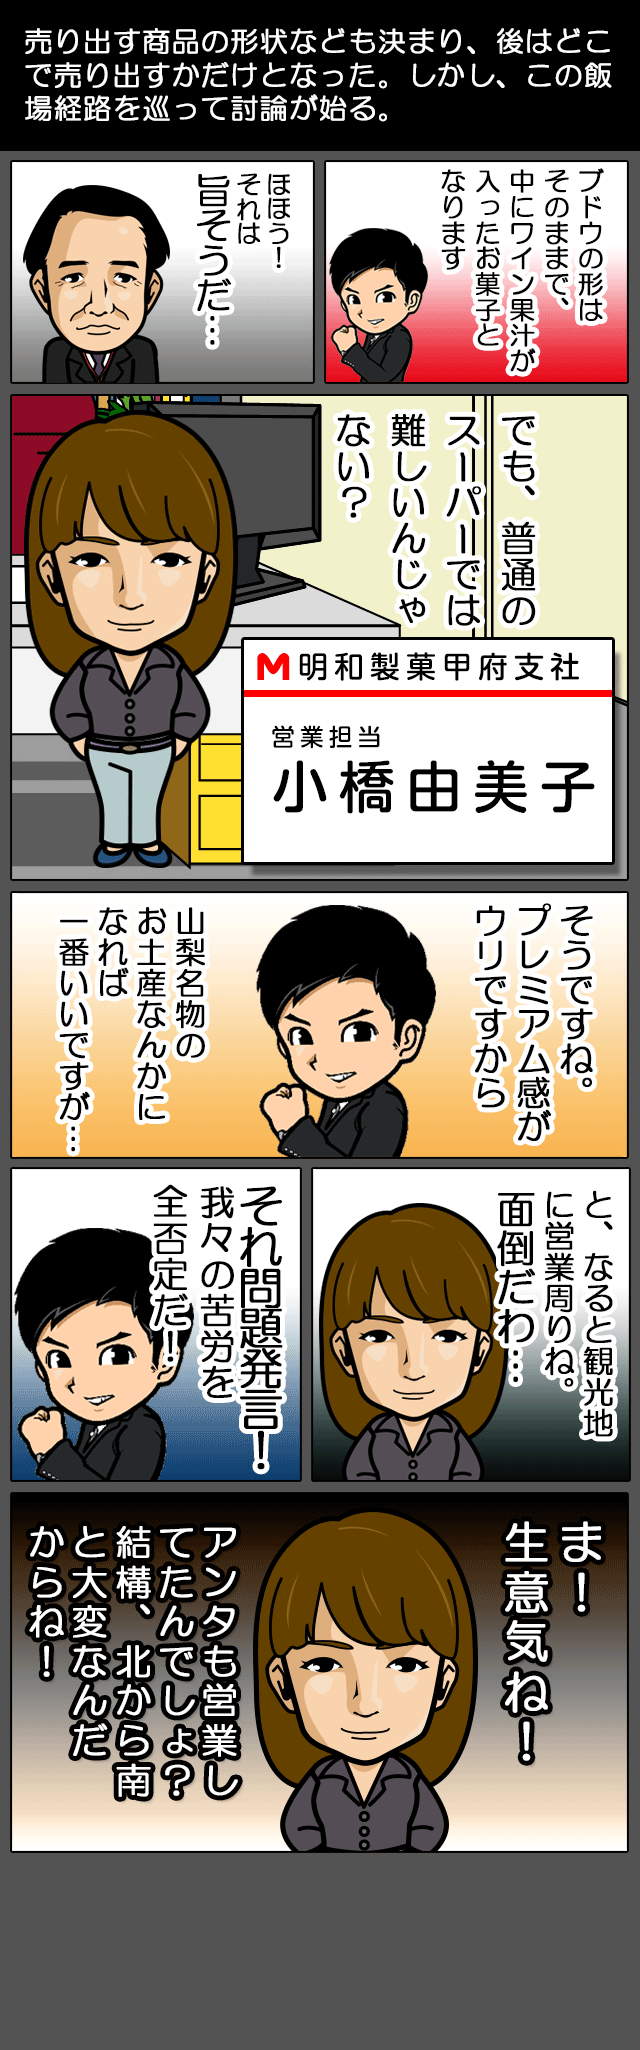 売り出す商品の形状なども決まり、後はどこ
で売り出すかだけとなった。しかし、この飯
場経路を巡って討論が始る。
ブドウの形は
そのままで、
中にワイン果汁が
入ったお菓子と
なります
ほほう！
それは
旨そうだ…
でも、普通の
スーパーでは
難しいんじゃ
ない？
M明和製菓甲府支社
営業担当
小橋由美子
そうですね。
プレミアム感が
ウリですから
山梨名物の
お土産なんかに
なれば
一番いいですが…
と、なると観光地
に営業周りね。
面倒だわ…
それ問題発言！
我々の苦労を
全否定だ！
ま！
生意気ね！
アンタも営業し
てたんでしょ？
結構、北から南
と大変なんだ
からね！